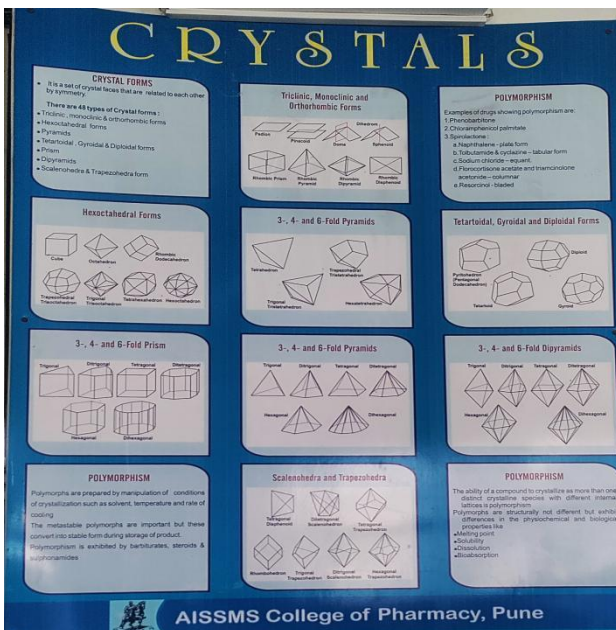 CRYSTALS
CRYSTAL FORMS
• It is a set of crystal faces that are related to each other
by symmetry.
There are 48 types of Crystal forms :
• Triclinic, monoclinic & orthorhombic forms
• Hexoctahedral forms
• Pyramids
• Tetartoidal, Gyroidal & Diploidal forms
• Prism
• Dipyramids
• Scalenohedra & Trapezohedra form
Triclinic, Monoclinic and
Orthorhombic Forms
Dihedrons :
Pedion
Pinacoid
Doma
Sphenoid
Rhombic Prism
Rhombic
Pyramid
Rhombic
Dipyramid
Rhombic
Disphenoid
POLYMORPHISM
Examples of drugs showing polymorphism are:
1. Phenobarbitone
2. Chloramphenicol palmitate
3. Spirolactone :
a. Naphthalene - plate form
b. Tolbutamide & cyclazine - tabular form
c. Sodium chloride - equant.
d. Florocortisone acetate and triamcinolone
acetonide - columnar
e. Resorcinol - bladed
Hexoctahedral Forms
Cube
Octahedron
Rhombic
Dodecahedron
Trapezohedral
Trisoctahedron
Trigonal
Trisoctahedron
Tetrahexahedron
Hexoctahedron
3-, 4- and 6-Fold Pyramids
Tetrahedron
Trapezohedral
Tristetrahedron
Trigonal
Tristetrahedron
Hextetrahedron
Tetartoidal, Gyroidal and Diploidal Forms
Pyritohedron
(Pentagonal
Dodecahedron)
Diploid
Tetartoid
Gyroid
3-, 4- and 6-Fold Prism
Trigonal
Ditrigonal
Tetragonal
Ditetragonal
Hexagonal
Dihexagonal
3-, 4- and 6-Fold Pyramids
Trigonal
Ditrigonal
Tetragonal
Ditetragonal
Hexagonal
Dihexagonal
3-, 4- and 6-Fold Dipyramids
Trigonal
Ditrigonal
Tetragonal
Ditetragonal
Hexagonal
Dihexagonal
POLYMORPHISM
Polymorphs are prepared by manipulation of conditions
of crystallization such as solvent, temperature and rate of
cooling
The metastable polymorphs are important but these
convert into stable form during storage of product.
Polymorphism is exhibited by barbiturates, steroids &
sulphonamides
Scalenohedra and Trapezohedra
Tetragonal
Disphenoid
Ditetragonal
Scalenohedron
Tetragonal
Trapezohedron
Rhombohedron
Trigonal
Trapezohedron
Ditrigonal
Scalenohedron
Hexagonal
Trapezohedron
POLYMORPHISM
The ability of a compound to crystallize as more than one
distinct crystalline species with different interna
lattices is polymorphism
Polymorphs are structurally not different but exhibi
differences in the physiochemical and biologica
properties like
• Melting point
• Solubility
• Dissolution
• Bioabsorption
AISSMS College of Pharmacy, Pune